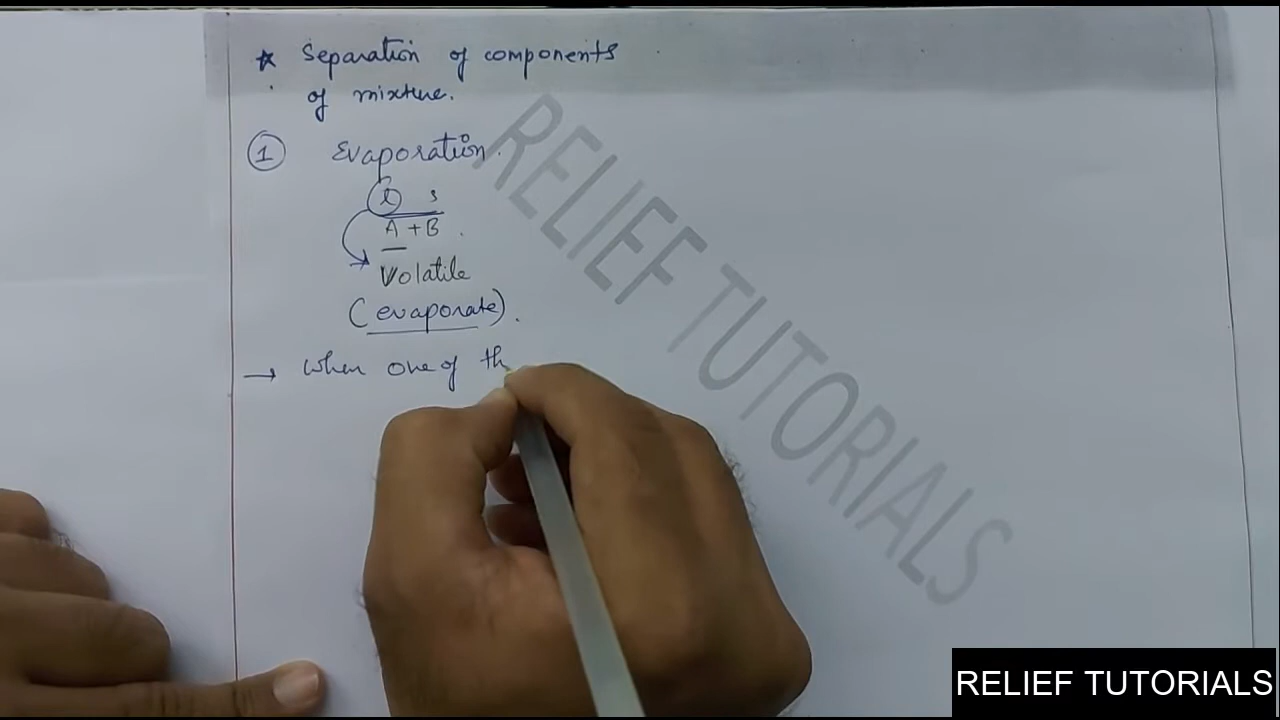 ★ Separation of components
of mixture.
① Evaporation.
l s
A + B.
Volatile
(evaporate).
→ When one of th
RELIEF TUTORIALS
RELIEF TUTORIALS